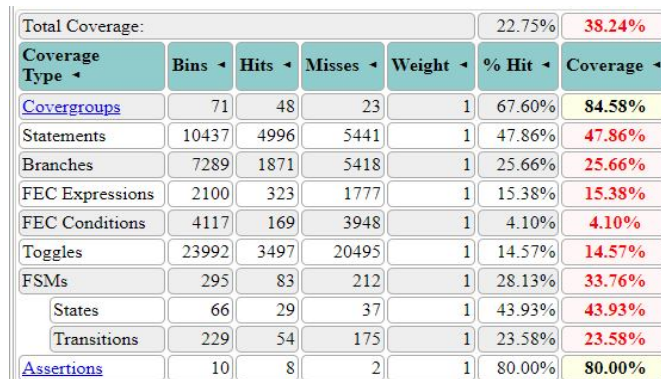 Total Coverage: 22.75% 38.24%
Coverage Type ◄ Bins ◄ Hits ◄ Misses ◄ Weight ◄ % Hit ◄ Coverage ◄
Covergroups 71 48 23 1 67.60% 84.58%
Statements 10437 4996 5441 1 47.86% 47.86%
Branches 7289 1871 5418 1 25.66% 25.66%
FEC Expressions 2100 323 1777 1 15.38% 15.38%
FEC Conditions 4117 169 3948 1 4.10% 4.10%
Toggles 23992 3497 20495 1 14.57% 14.57%
FSMs 295 83 212 1 28.13% 33.76%
States 66 29 37 1 43.93% 43.93%
Transitions 229 54 175 1 23.58% 23.58%
Assertions 10 8 2 1 80.00% 80.00%